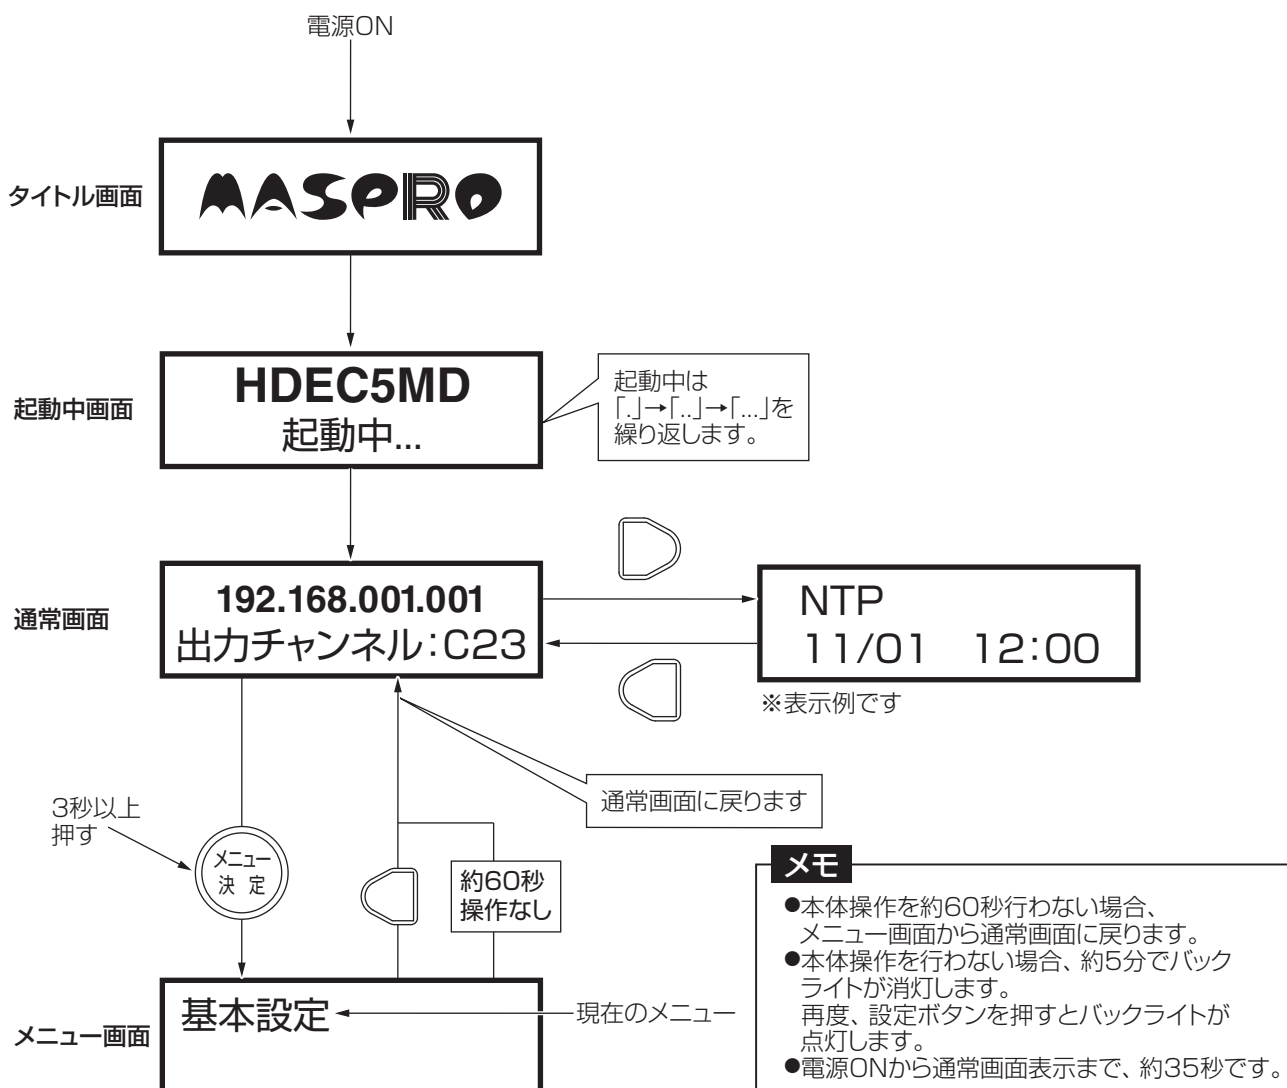 電源ON
タイトル画面
MASPRO
起動中画面
HDEC5MD
起動中...
起動中は
「.」→「..」→「...」を
繰り返します。
通常画面
192.168.001.001
出力チャンネル:C23
NTP
11/01 12:00
※表示例です
通常画面に戻ります
3秒以上
押す
メニュー
決 定
約60秒
操作なし
メニュー画面
基本設定
現在のメニュー
メモ
●本体操作を約60秒行わない場合、
メニュー画面から通常画面に戻ります。
●本体操作を行わない場合、約5分でバック
ライトが消灯します。
再度、設定ボタンを押すとバックライトが
点灯します。
●電源ONから通常画面表示まで、約35秒です。